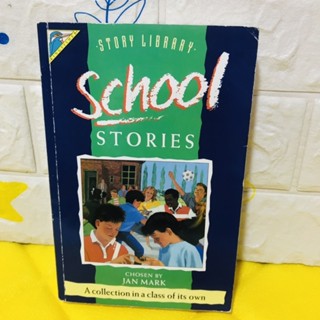 ·STORY LIBRARY·
School
STORIES
CHOSEN BY
JAN MARK
A collection in a class of its own